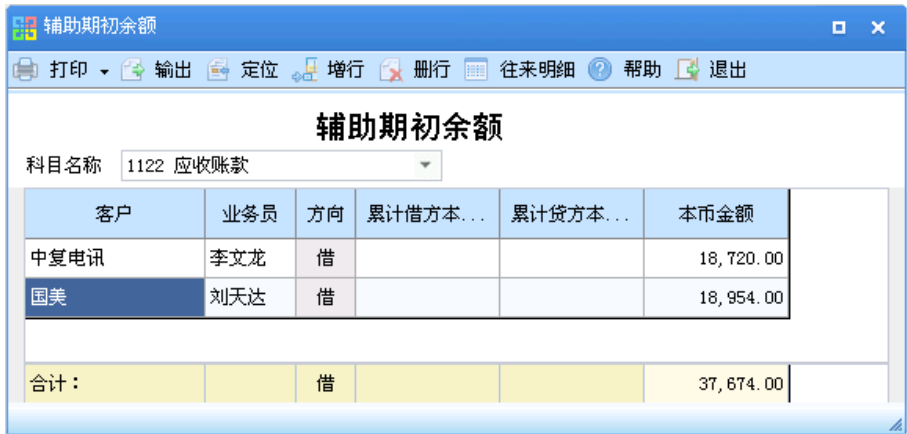 辅助期初余额
打印 输出 定位 增行 删行 往来明细 帮助 退出
辅助期初余额
科目名称 1122 应收账款
客户 业务员 方向 累计借方本... 累计贷方本... 本币金额
中复电讯 李文龙 借 18,720.00
国美 刘天达 借 18,954.00
合计： 借 37,674.00